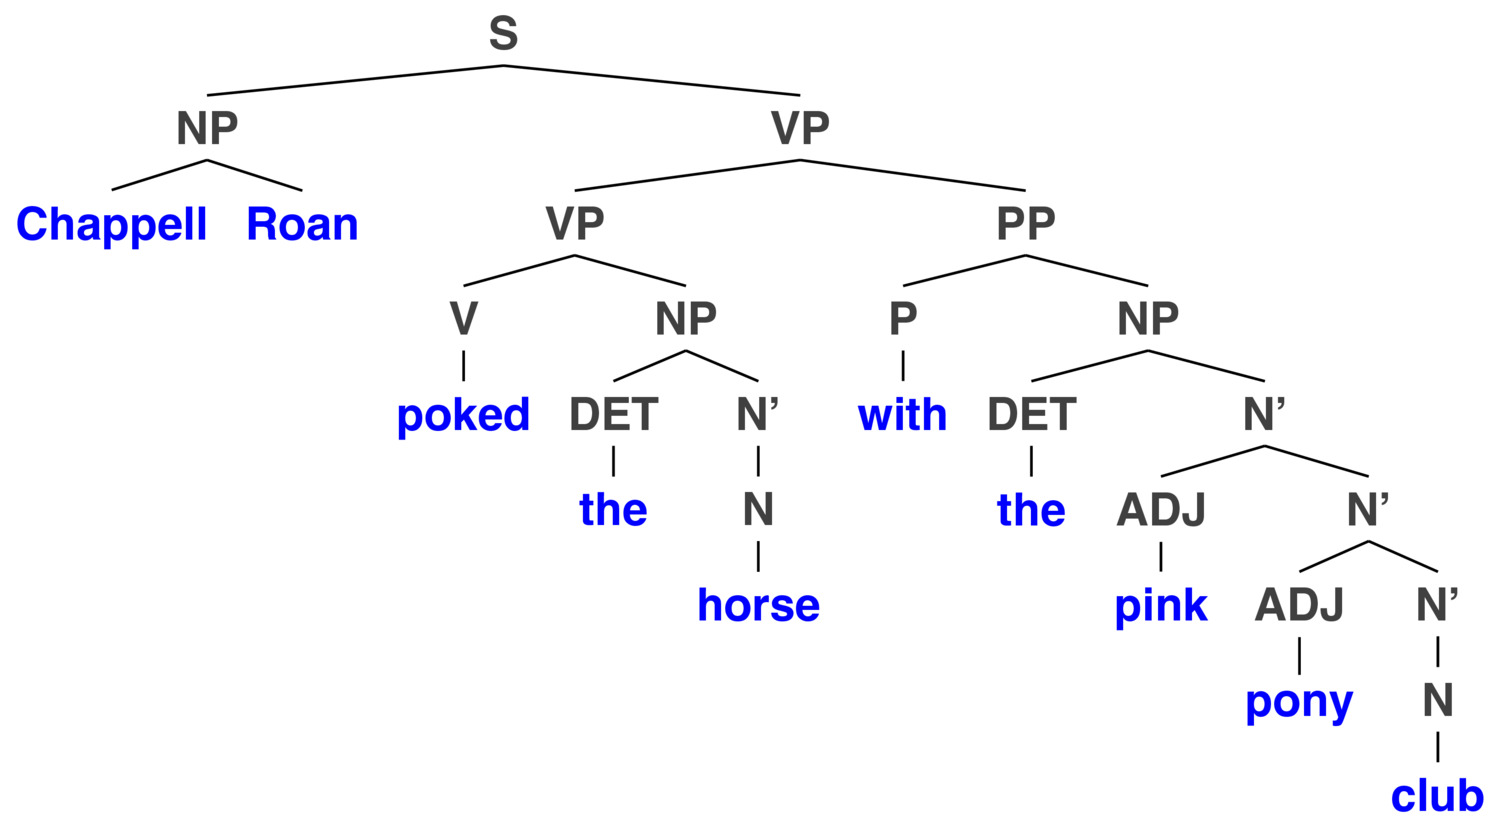 S
NP VP
Chappell Roan VP PP
V NP P NP
poked DET N’ with DET N’
the N the ADJ N’
horse pink ADJ N’
pony N
club